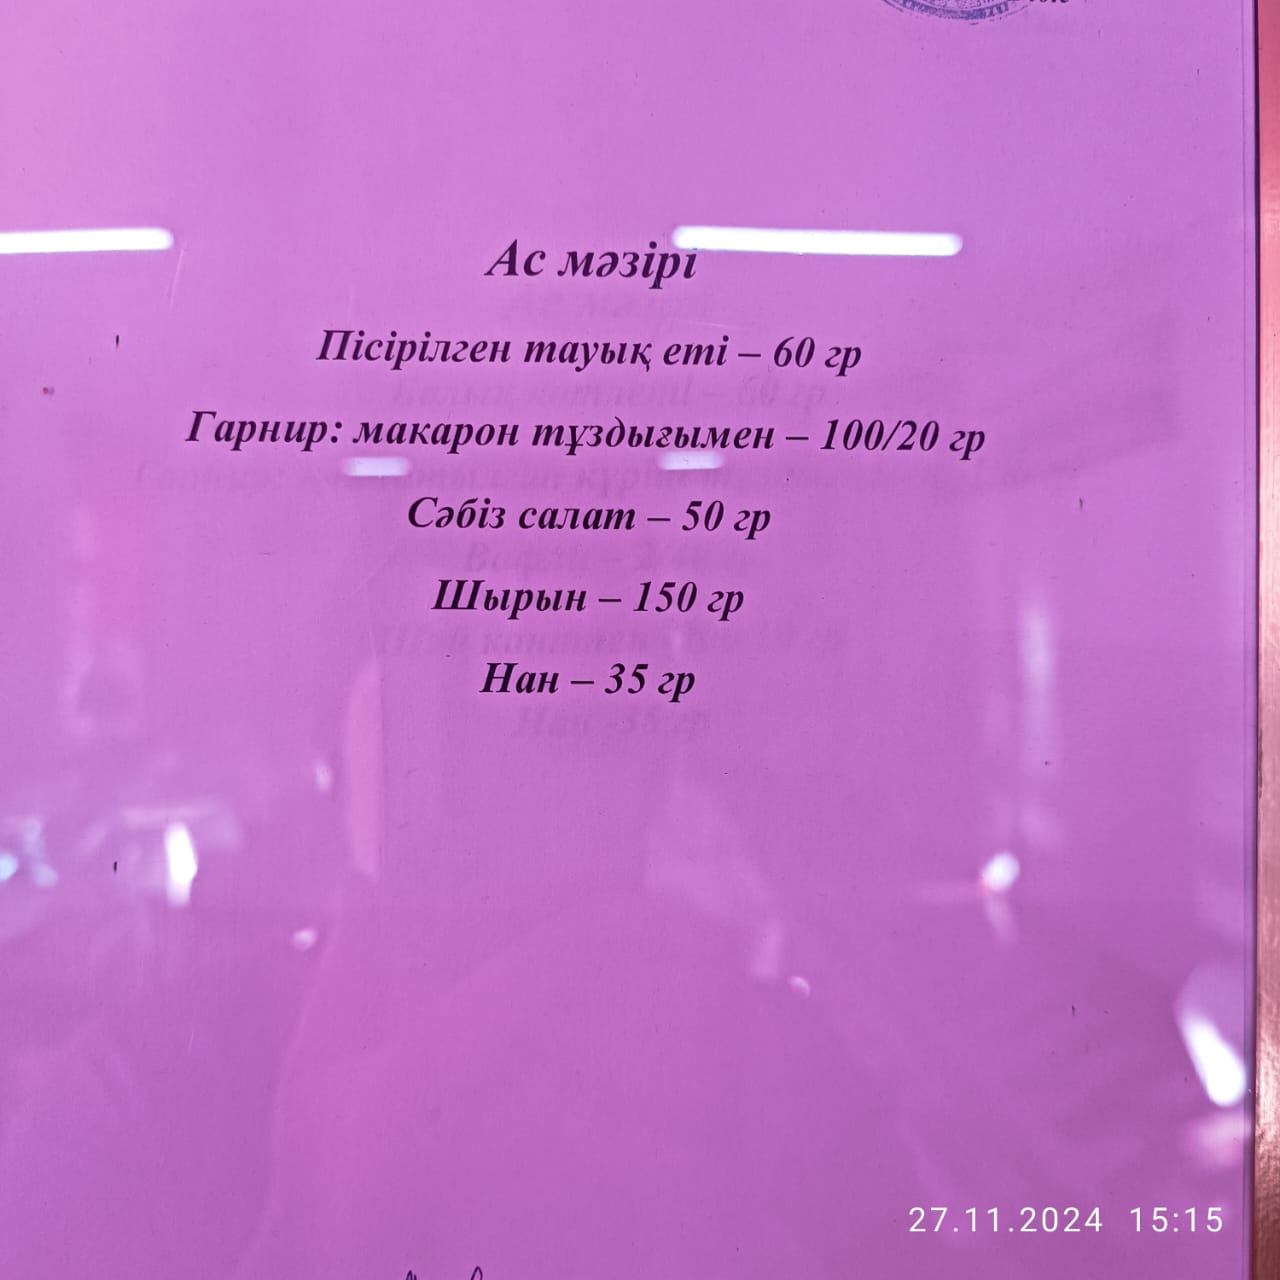 Ас мәзірі
Пісірілген тауық еті – 60 гр
Гарнир: макарон тұздығымен – 100/20 гр
Сәбіз салат – 50 гр
Шырын – 150 гр
Нан – 35 гр
27.11.2024 15:15